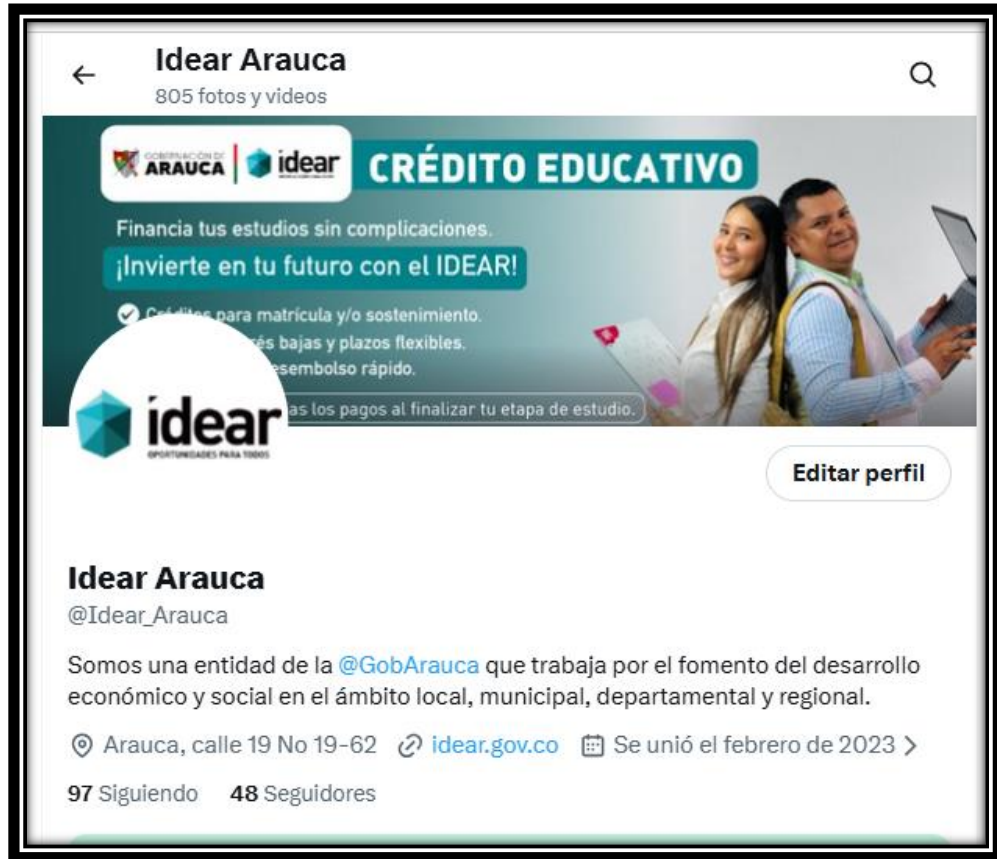 Idear Arauca
805 fotos y videos
GOBERNACIÓN DE
ARAUCA
idear
CRÉDITO EDUCATIVO
Financia tus estudios sin complicaciones.
¡Invierte en tu futuro con el IDEAR!
Créditos para matrícula y/o sostenimiento.
és bajas y plazos flexibles.
esembolso rápido.
as los pagos al finalizar tu etapa de estudio.
idear
OPORTUNIDADES PARA TODOS
Editar perfil
Idear Arauca
@Idear_Arauca
Somos una entidad de la @GobArauca que trabaja por el fomento del desarrollo
económico y social en el ámbito local, municipal, departamental y regional.
Arauca, calle 19 No 19-62 idear.gov.co Se unió el febrero de 2023
97 Siguiendo 48 Seguidores